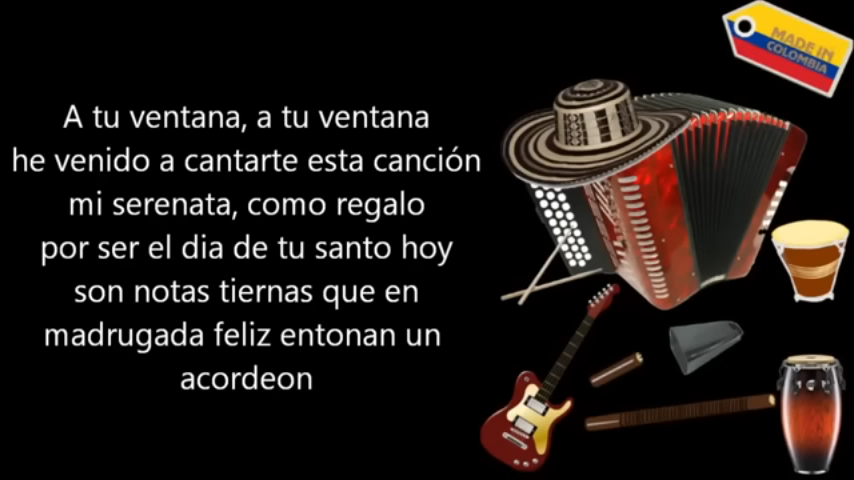 MADE IN
COLOMBIA
A tu ventana, a tu ventana
he venido a cantarte esta canción
mi serenata, como regalo
por ser el dia de tu santo hoy
son notas tiernas que en
madrugada feliz entonan un
acordeon